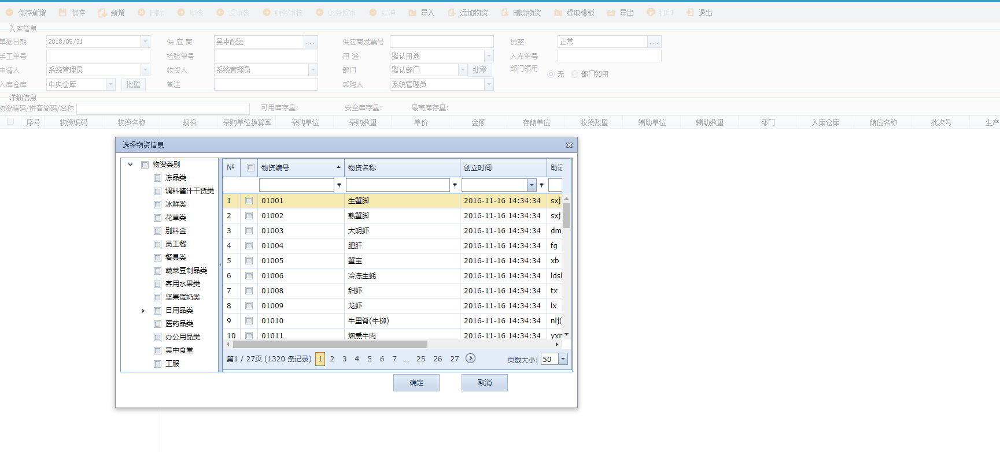 保存新增 保存 新增 删除 审核 反审核 财务审核 财务反审 红冲 导入 添加物资 删除物资 提取模板 导出 打印 退出
入库信息
单据日期 2018/05/31 供 应 商 吴中配送 ... 供应商发票号 税率 正常 ...
手工单号 检验单号 用 途 默认用途 入库单号
申请人 系统管理员 收货人 系统管理员 部门 默认部门 批量 部门领用 无 部门领用
入库仓库 中央仓库 批量 备注 采购人 系统管理员
详细信息
物资编码/拼音简码/名称 可用库存量: 安全库存量: 最高库存量:
序号 物资编码 物资名称 规格 采购单位换算率 采购单位 采购数量 单价 金额 存储单位 收货数量 辅助单位 辅助数量 部门 入库仓库 储位名称 批次号 生产
选择物资信息
物资类别
冻品类
调料酱汁干货类
冰鲜类
花草类
别料金
员工餐
餐具类
蔬菜豆制品类
客用水果类
坚果蛋奶类
日用品类
医药品类
办公用品类
吴中食堂
工服
№ 物资编号 物资名称 创立时间 助记
1 01001 生蟹脚 2016-11-16 14:34:34 sxj
2 01002 熟蟹脚 2016-11-16 14:34:34 sxj
3 01003 大明虾 2016-11-16 14:34:34 dm
4 01004 肥肝 2016-11-16 14:34:34 fg
5 01005 蟹宝 2016-11-16 14:34:34 xb
6 01006 冷冻生蚝 2016-11-16 14:34:34 lds
7 01008 甜虾 2016-11-16 14:34:34 tx
8 01009 龙虾 2016-11-16 14:34:34 lx
9 01010 牛里脊(牛柳) 2016-11-16 14:34:34 nlj(
10 01011 烟熏牛肉 2016-11-16 14:34:34 yxr
第1 / 27页 (1320 条记录) 1 2 3 4 5 6 7 ... 25 26 27 页数大小: 50
确定 取消